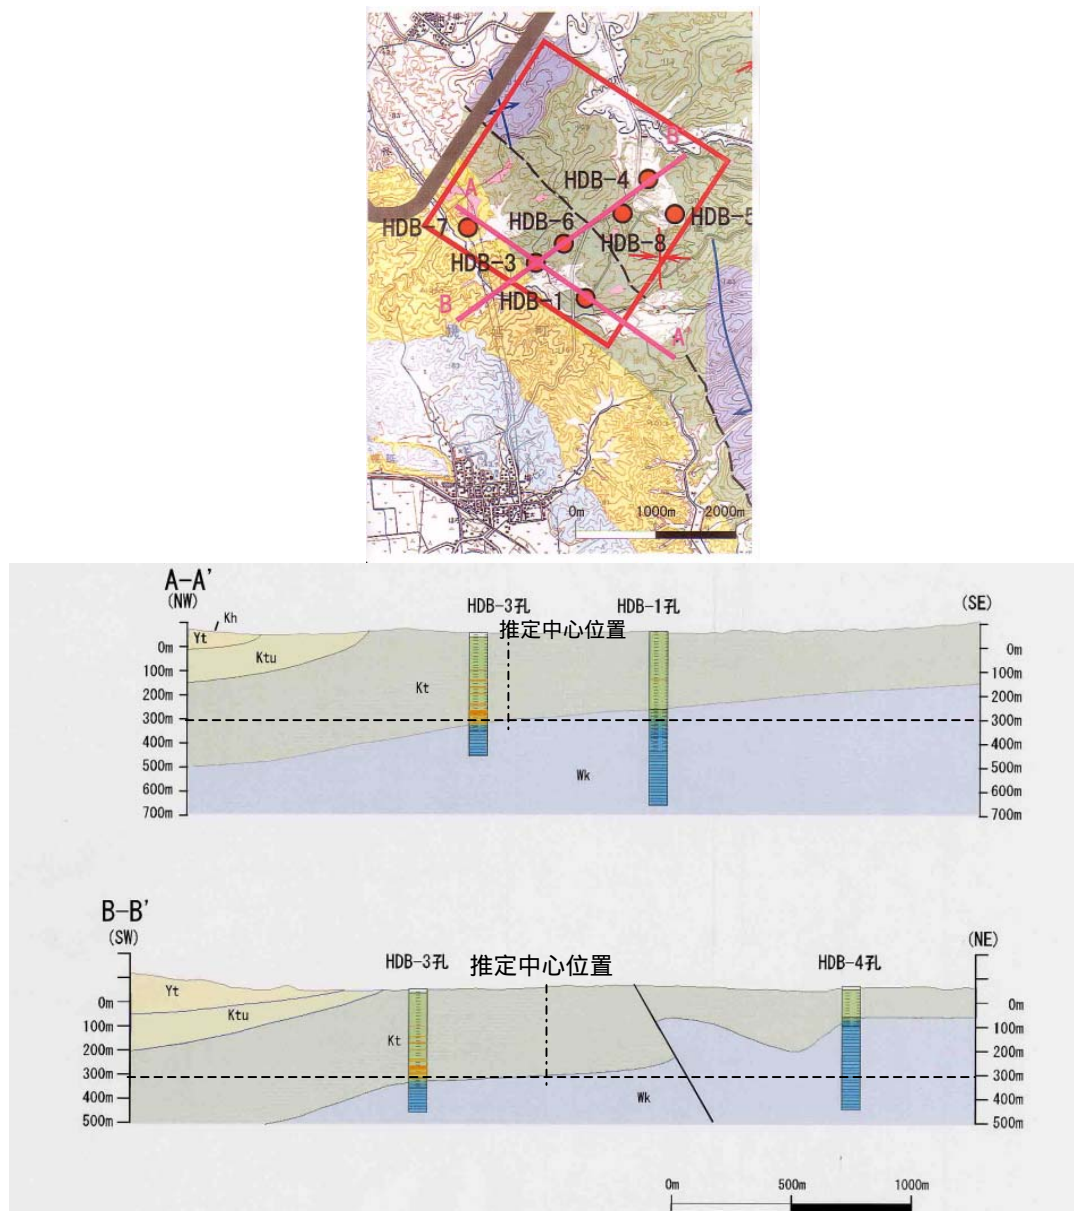 B
HDB-4
A
HDB-6
HDB-5
HDB-7
HDB-8
HDB-3
B
HDB-1
A
0m 1000m 2000m
A-A'
(NW)
HDB-3孔
HDB-1孔
(SE)
推定中心位置
Kh
Yt
Ktu
Kt
Wk
0m
100m
200m
300m
400m
500m
600m
700m
0m
100m
200m
300m
400m
500m
600m
700m
B-B'
(SW)
HDB-3孔
推定中心位置
HDB-4孔
(NE)
Yt
Ktu
Kt
Wk
0m
100m
200m
300m
400m
500m
0m
100m
200m
300m
400m
500m
0m 500m 1000m